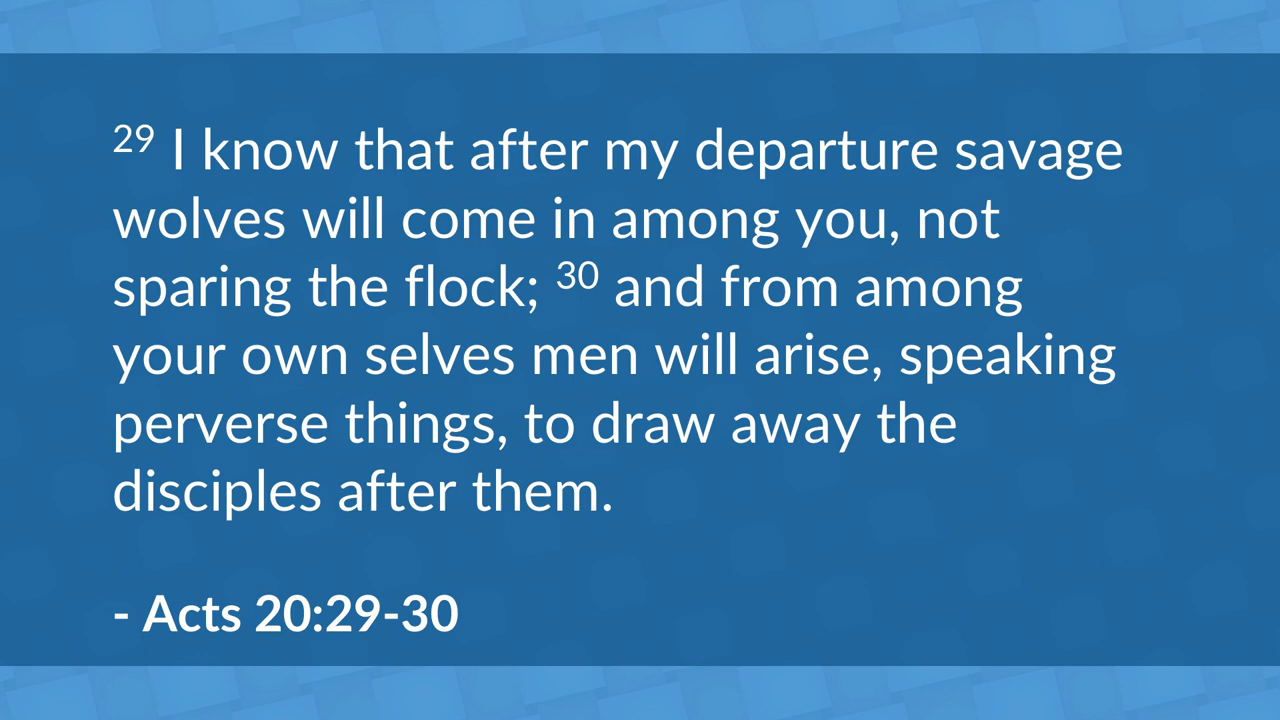 29 I know that after my departure savage
wolves will come in among you, not
sparing the flock; 30 and from among
your own selves men will arise, speaking
perverse things, to draw away the
disciples after them.
- Acts 20:29-30